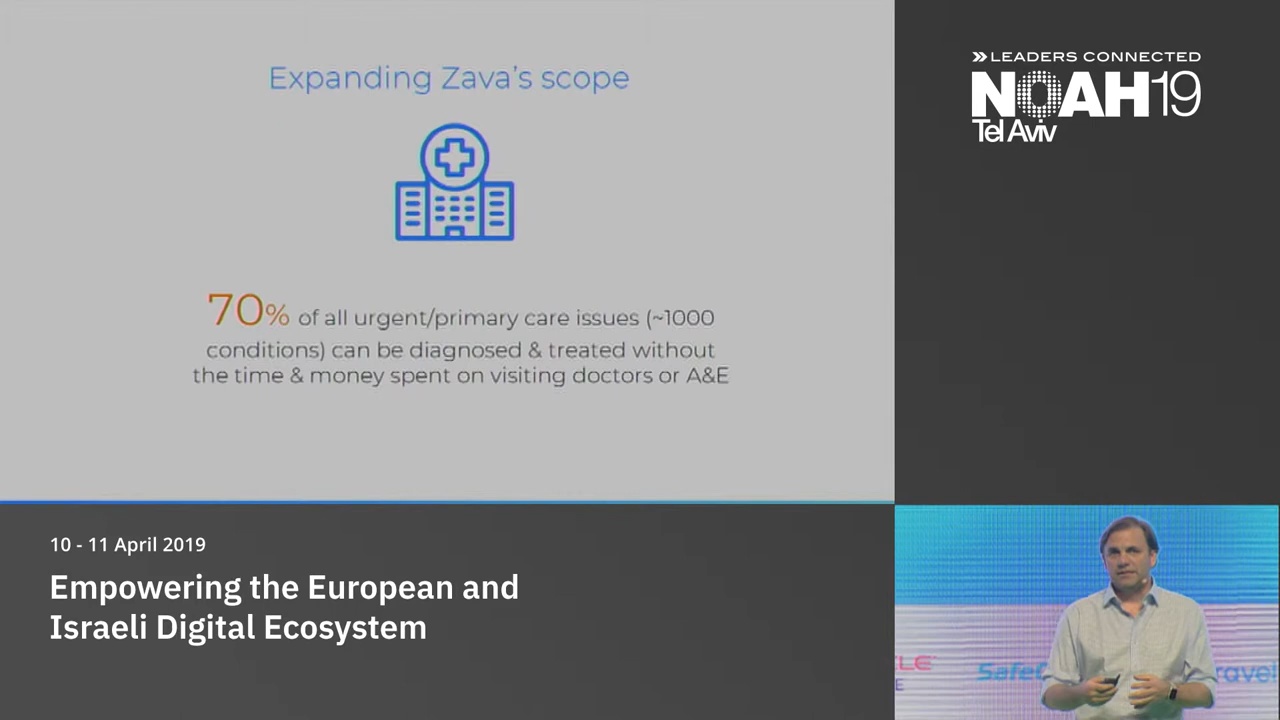 Expanding Zava's scope
70% of all urgent/primary care issues (~1000
conditions) can be diagnosed & treated without
the time & money spent on visiting doctors or A&E
LEADERS CONNECTED
NOAH19
Tel Aviv
10 - 11 April 2019
Empowering the European and
Israeli Digital Ecosystem